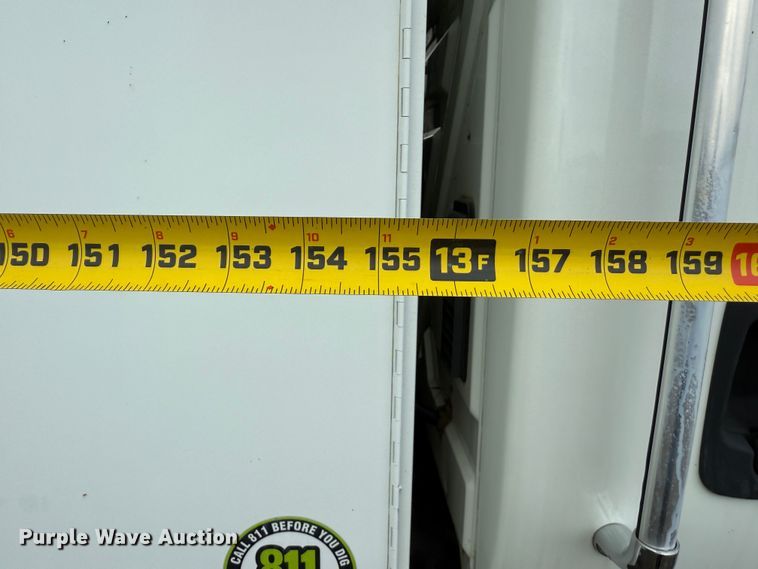 6 7 8 9 10 11 1 2 3
150 151 152 153 154 155 13F 157 158 159
CALL 811 BEFORE YOU DIG
811
Purple Wave Auction